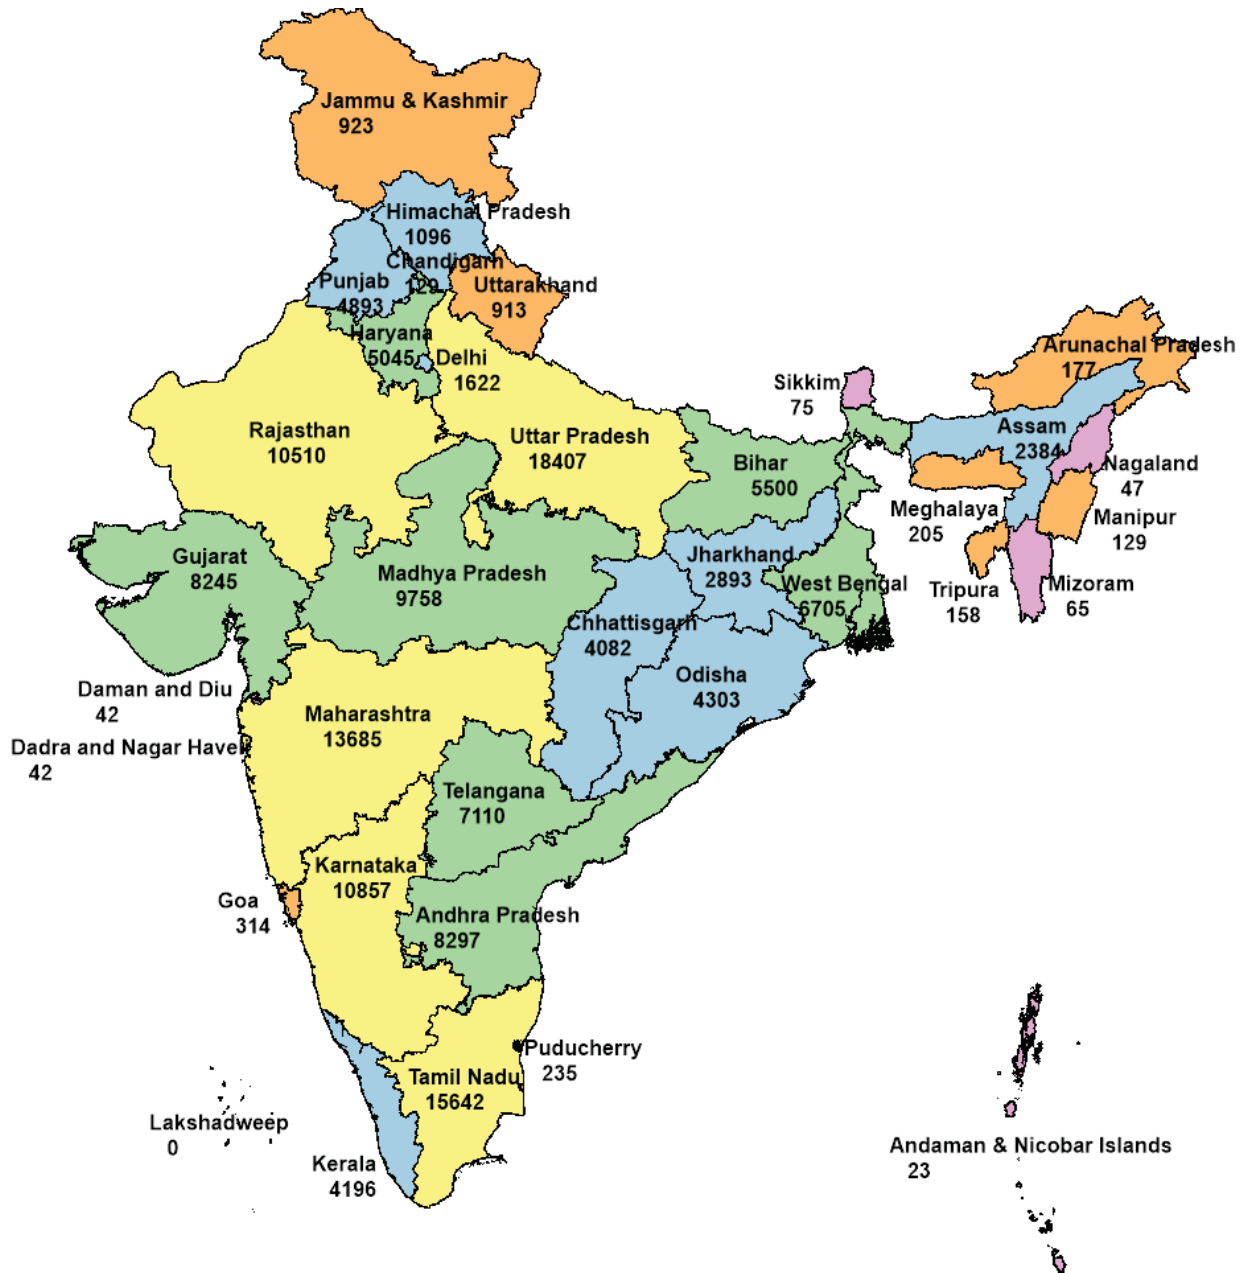 Jammu & Kashmir
923
Himachal Pradesh
1096
Chandigarh
129
Punjab
4893
Uttarakhand
913
Haryana
5045
Delhi
1622
Arunachal Pradesh
177
Sikkim
75
Rajasthan
10510
Uttar Pradesh
18407
Assam
2384
Bihar
5500
Nagaland
47
Meghalaya
205
Manipur
129
Gujarat
8245
Madhya Pradesh
9758
Jharkhand
2893
West Bengal
6705
Tripura
158
Mizoram
65
Chhattisgarh
4082
Odisha
4303
Daman and Diu
42
Maharashtra
13685
Dadra and Nagar Haveli
42
Telangana
7110
Karnataka
10857
Goa
314
Andhra Pradesh
8297
Puducherry
235
Tamil Nadu
15642
Lakshadweep
0
Kerala
4196
Andaman & Nicobar Islands
23